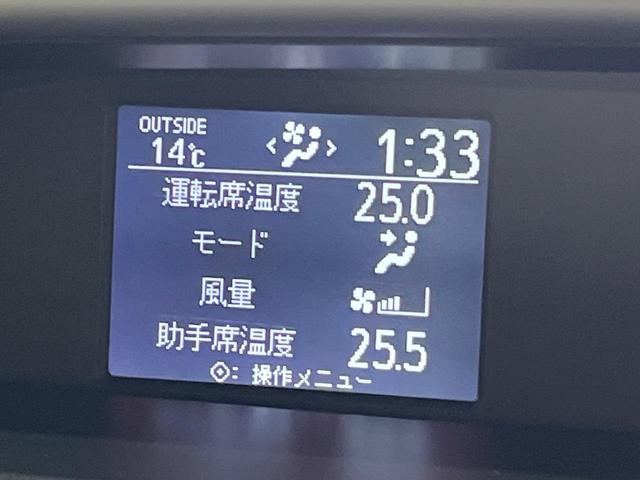 OUTSIDE
14℃
1:33
運転席温度 25.0
モード
風量
助手席温度 25.5
: 操作メニュー